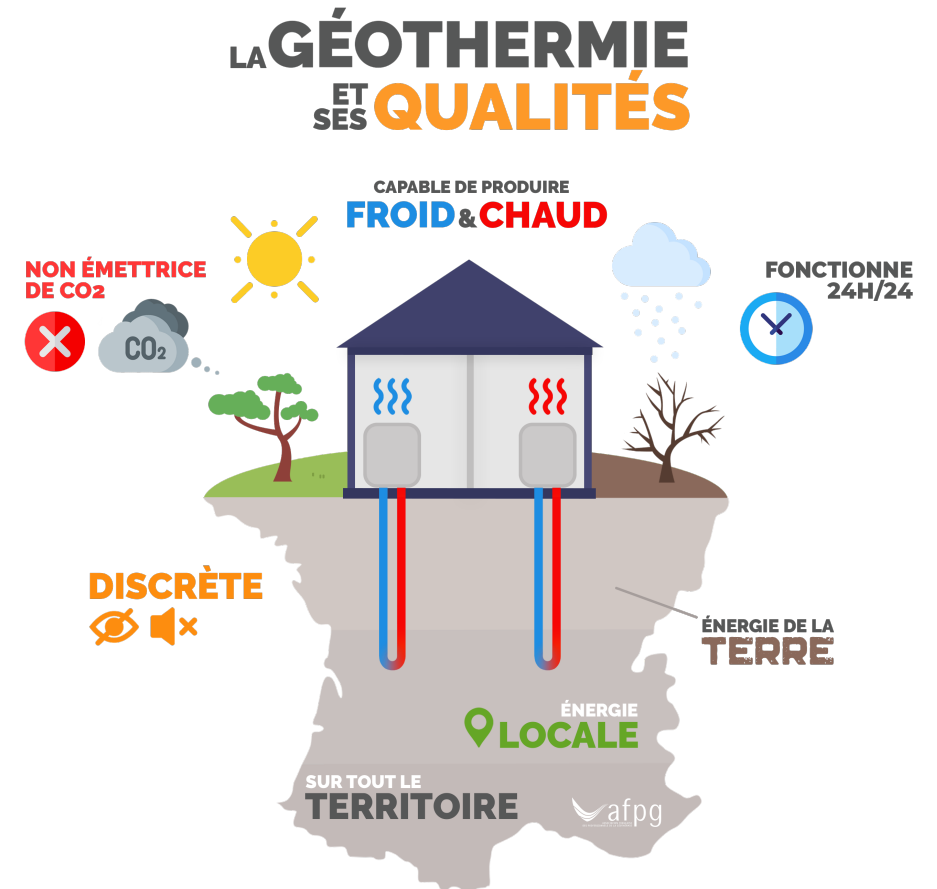 LA GÉOTHERMIE
ET
SES QUALITÉS
CAPABLE DE PRODUIRE
FROID & CHAUD
NON ÉMETTRICE
DE CO2
CO2
FONCTIONNE
24H/24
DISCRÈTE
ÉNERGIE DE LA
TERRE
ÉNERGIE
LOCALE
SUR TOUT LE
TERRITOIRE
afpg